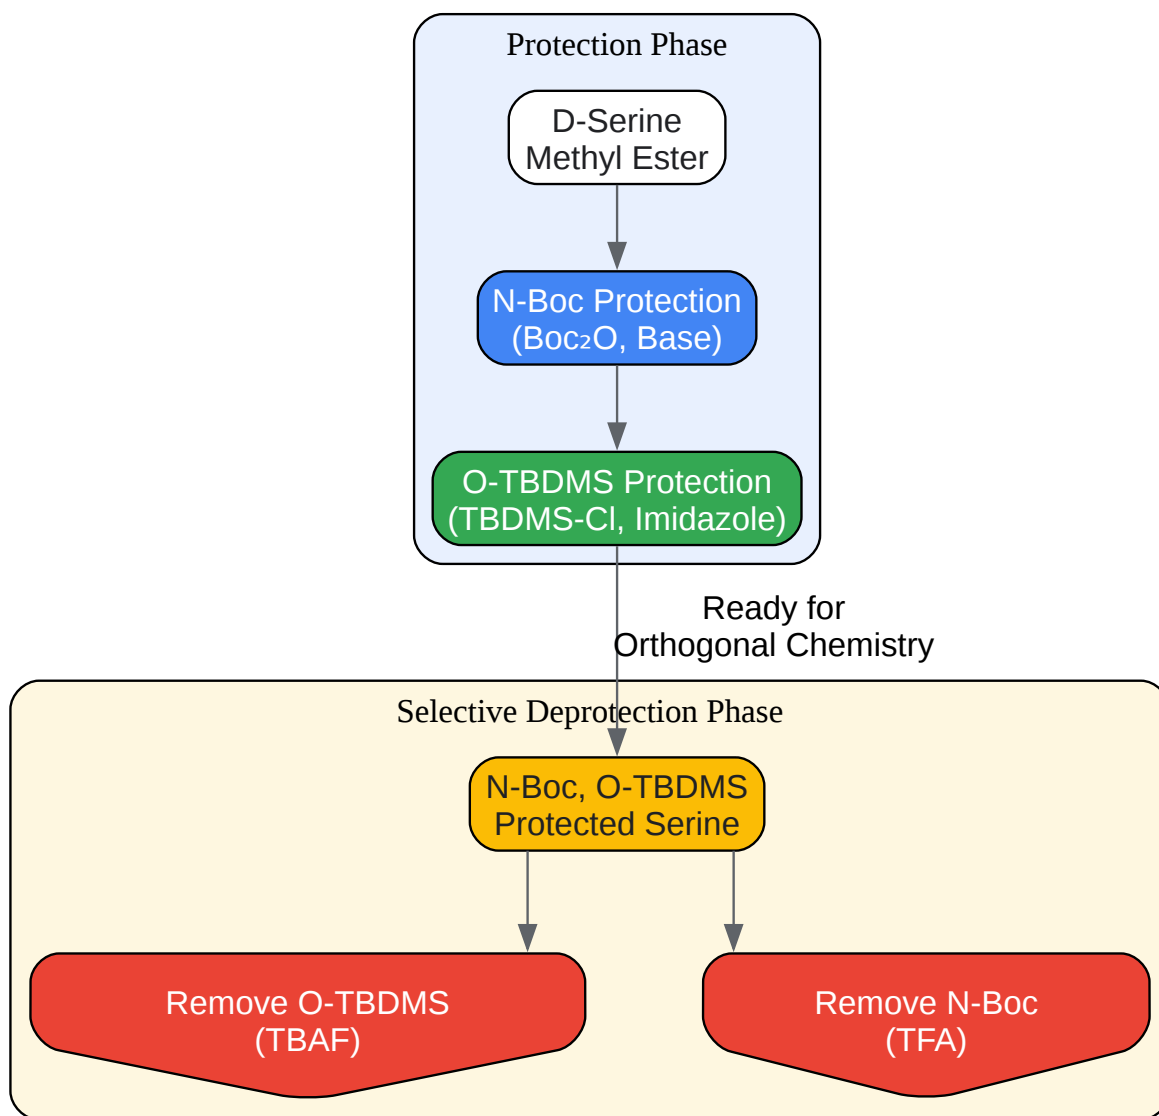 Protection Phase
D-Serine
Methyl Ester
N-Boc Protection
(Boc₂O, Base)
O-TBDMS Protection
(TBDMS-Cl, Imidazole)
Ready for
Orthogonal Chemistry
Selective Deprotection Phase
N-Boc, O-TBDMS
Protected Serine
Remove O-TBDMS
(TBAF)
Remove N-Boc
(TFA)